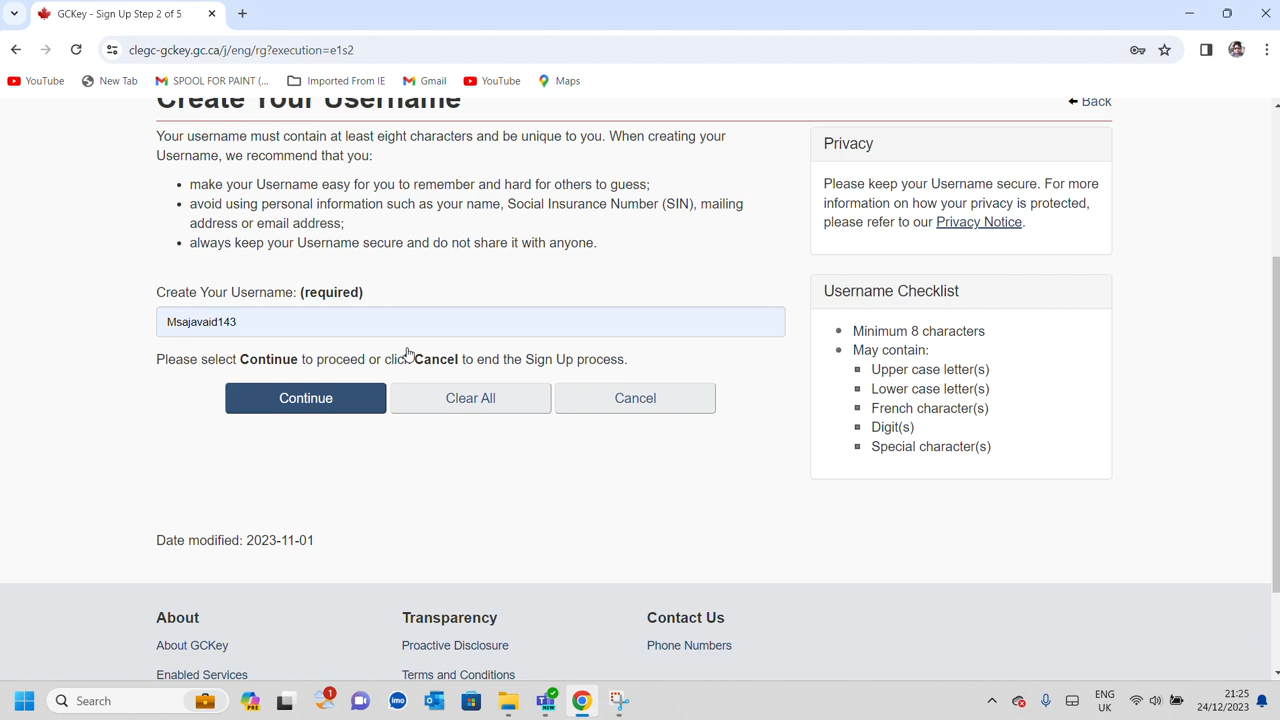 GCKey - Sign Up Step 2 of 5
clegc-gckey.gc.ca/j/eng/rg?execution=e1s2
YouTube
New Tab
SPOOL FOR PAINT (...
Imported From IE
Gmail
YouTube
Maps
Create Your Username
Back
Your username must contain at least eight characters and be unique to you. When creating your
Username, we recommend that you:
make your Username easy for you to remember and hard for others to guess;
avoid using personal information such as your name, Social Insurance Number (SIN), mailing
address or email address;
always keep your Username secure and do not share it with anyone.
Create Your Username: (required)
Msajavaid143
Please select Continue to proceed or click Cancel to end the Sign Up process.
Continue
Clear All
Cancel
Privacy
Please keep your Username secure. For more
information on how your privacy is protected,
please refer to our Privacy Notice.
Username Checklist
Minimum 8 characters
May contain:
Upper case letter(s)
Lower case letter(s)
French character(s)
Digit(s)
Special character(s)
Date modified: 2023-11-01
About
About GCKey
Enabled Services
Transparency
Proactive Disclosure
Terms and Conditions
Contact Us
Phone Numbers
Search
PRE
1
imo
NEW
ENG
UK
21:25
24/12/2023